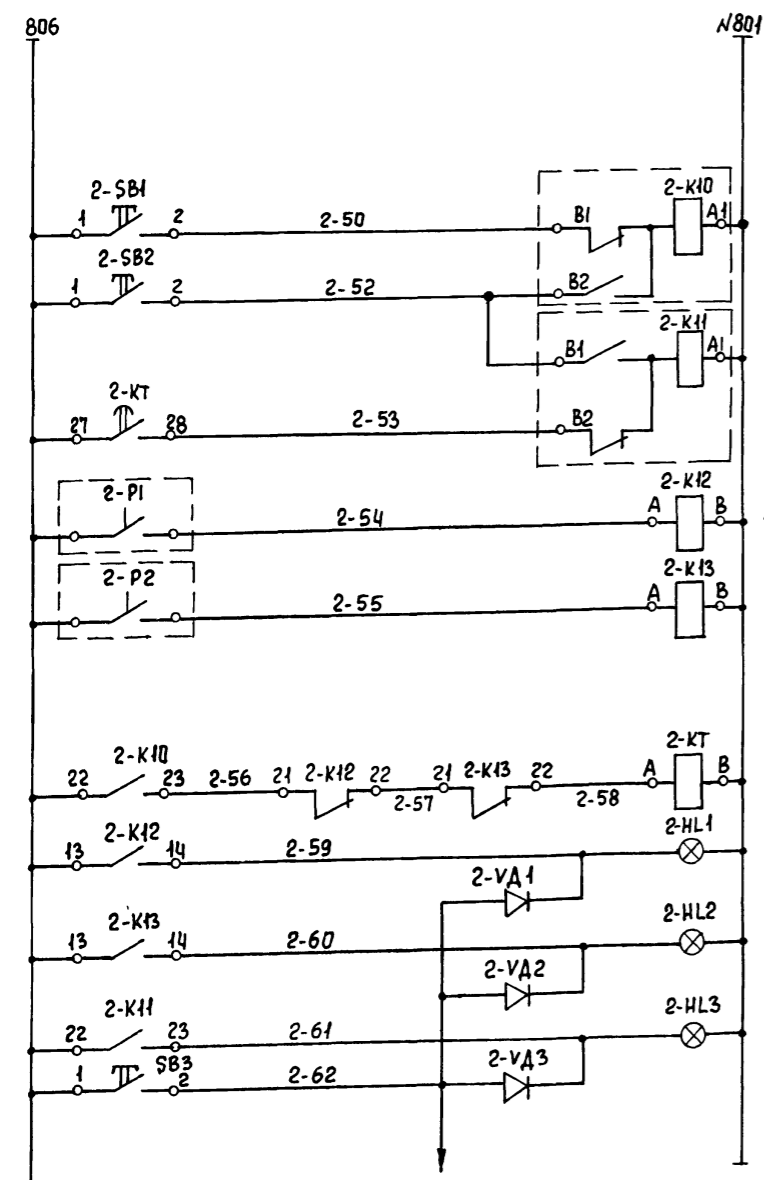 806 N801
2-SB1 2-K10
1 2 2-50 B1 A1
2-SB2
1 2 2-52 B2
2-K11
B1 A1
2-KT
27 28 2-53 B2
2-P1 2-K12
2-54 A B
2-P2 2-K13
2-55 A B
2-K10 2-KT
22 23 2-56 21 2-K12 22 21 2-K13 22 A B
2-57 2-58
2-K12 2-HL1
13 14 2-59
2-VД1
2-K13 2-HL2
13 14 2-60
2-VД2
2-K11 2-HL3
22 23 2-61
SB3 2-VД3
1 2 2-62